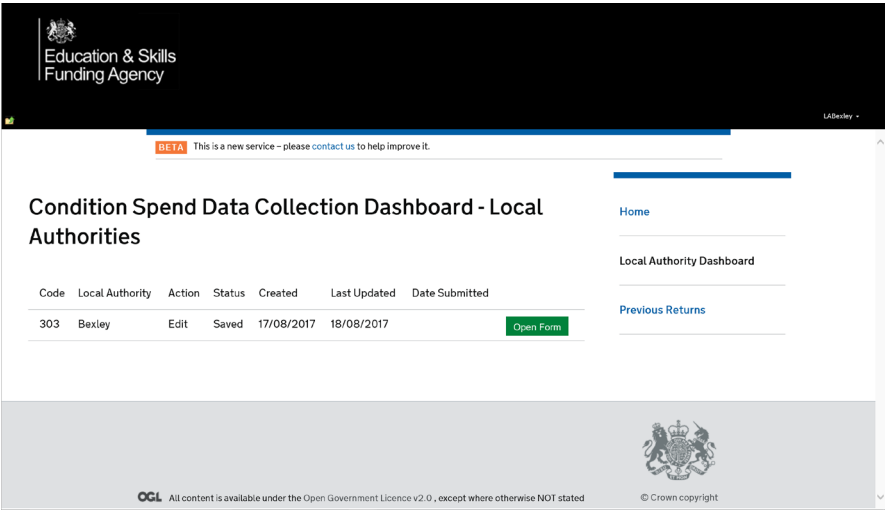 Education & Skills
Funding Agency
LABexley
BETA This is a new service – please contact us to help improve it.
Condition Spend Data Collection Dashboard - Local
Authorities
Code Local Authority Action Status Created Last Updated Date Submitted
303 Bexley Edit Saved 17/08/2017 18/08/2017 Open Form
Home
Local Authority Dashboard
Previous Returns
OGL All content is available under the Open Government Licence v2.0 , except where otherwise NOT stated
© Crown copyright